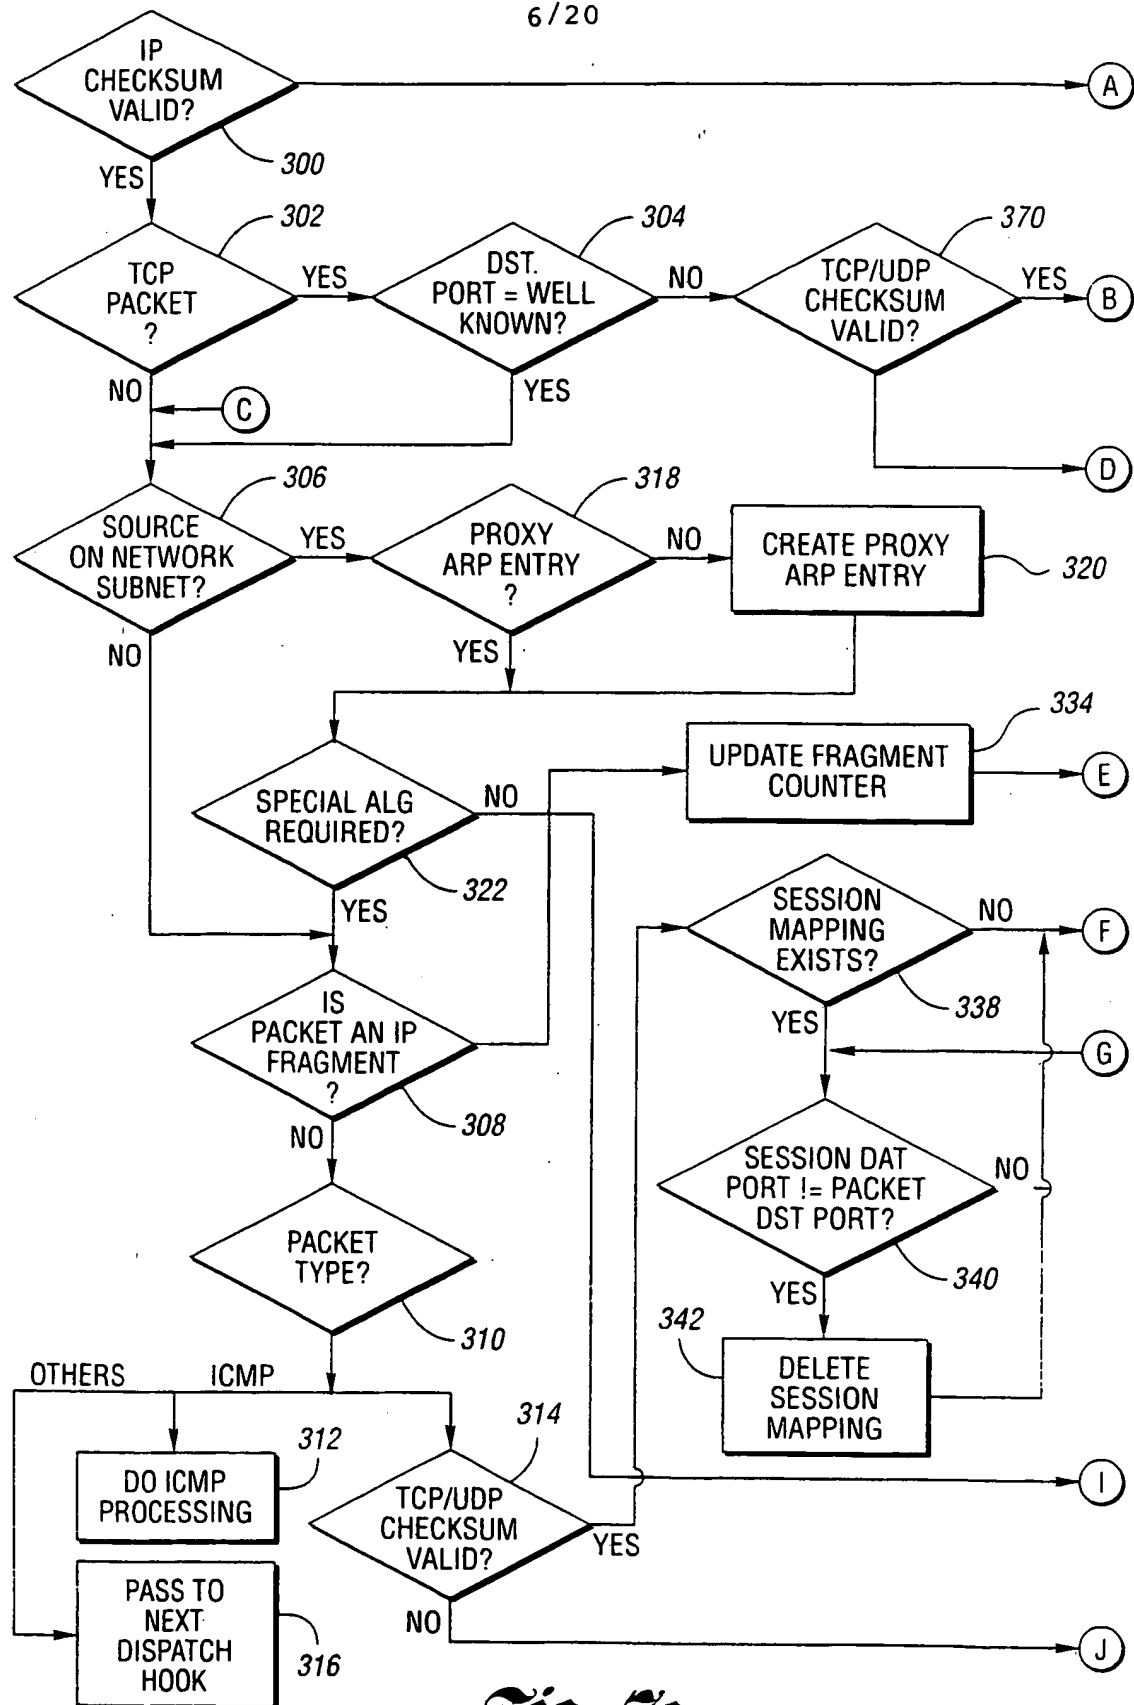 6/20
IP
CHECKSUM
VALID?
A
300
YES
302
304
370
TCP
PACKET
?
YES
DST.
PORT = WELL
KNOWN?
NO
TCP/UDP
CHECKSUM
VALID?
YES
B
NO
YES
C
D
306
318
SOURCE
ON NETWORK
SUBNET?
YES
PROXY
ARP ENTRY
?
NO
CREATE PROXY
ARP ENTRY
320
NO
YES
334
UPDATE FRAGMENT
COUNTER
E
SPECIAL ALG
REQUIRED?
NO
322
YES
SESSION
MAPPING
EXISTS?
NO
F
338
YES
IS
PACKET AN IP
FRAGMENT
?
G
308
NO
SESSION DAT
PORT != PACKET
DST PORT?
NO
340
YES
PACKET
TYPE?
310
342
DELETE
SESSION
MAPPING
OTHERS
ICMP
312
314
DO ICMP
PROCESSING
I
TCP/UDP
CHECKSUM
VALID?
YES
PASS TO
NEXT
DISPATCH
HOOK
316
NO
J